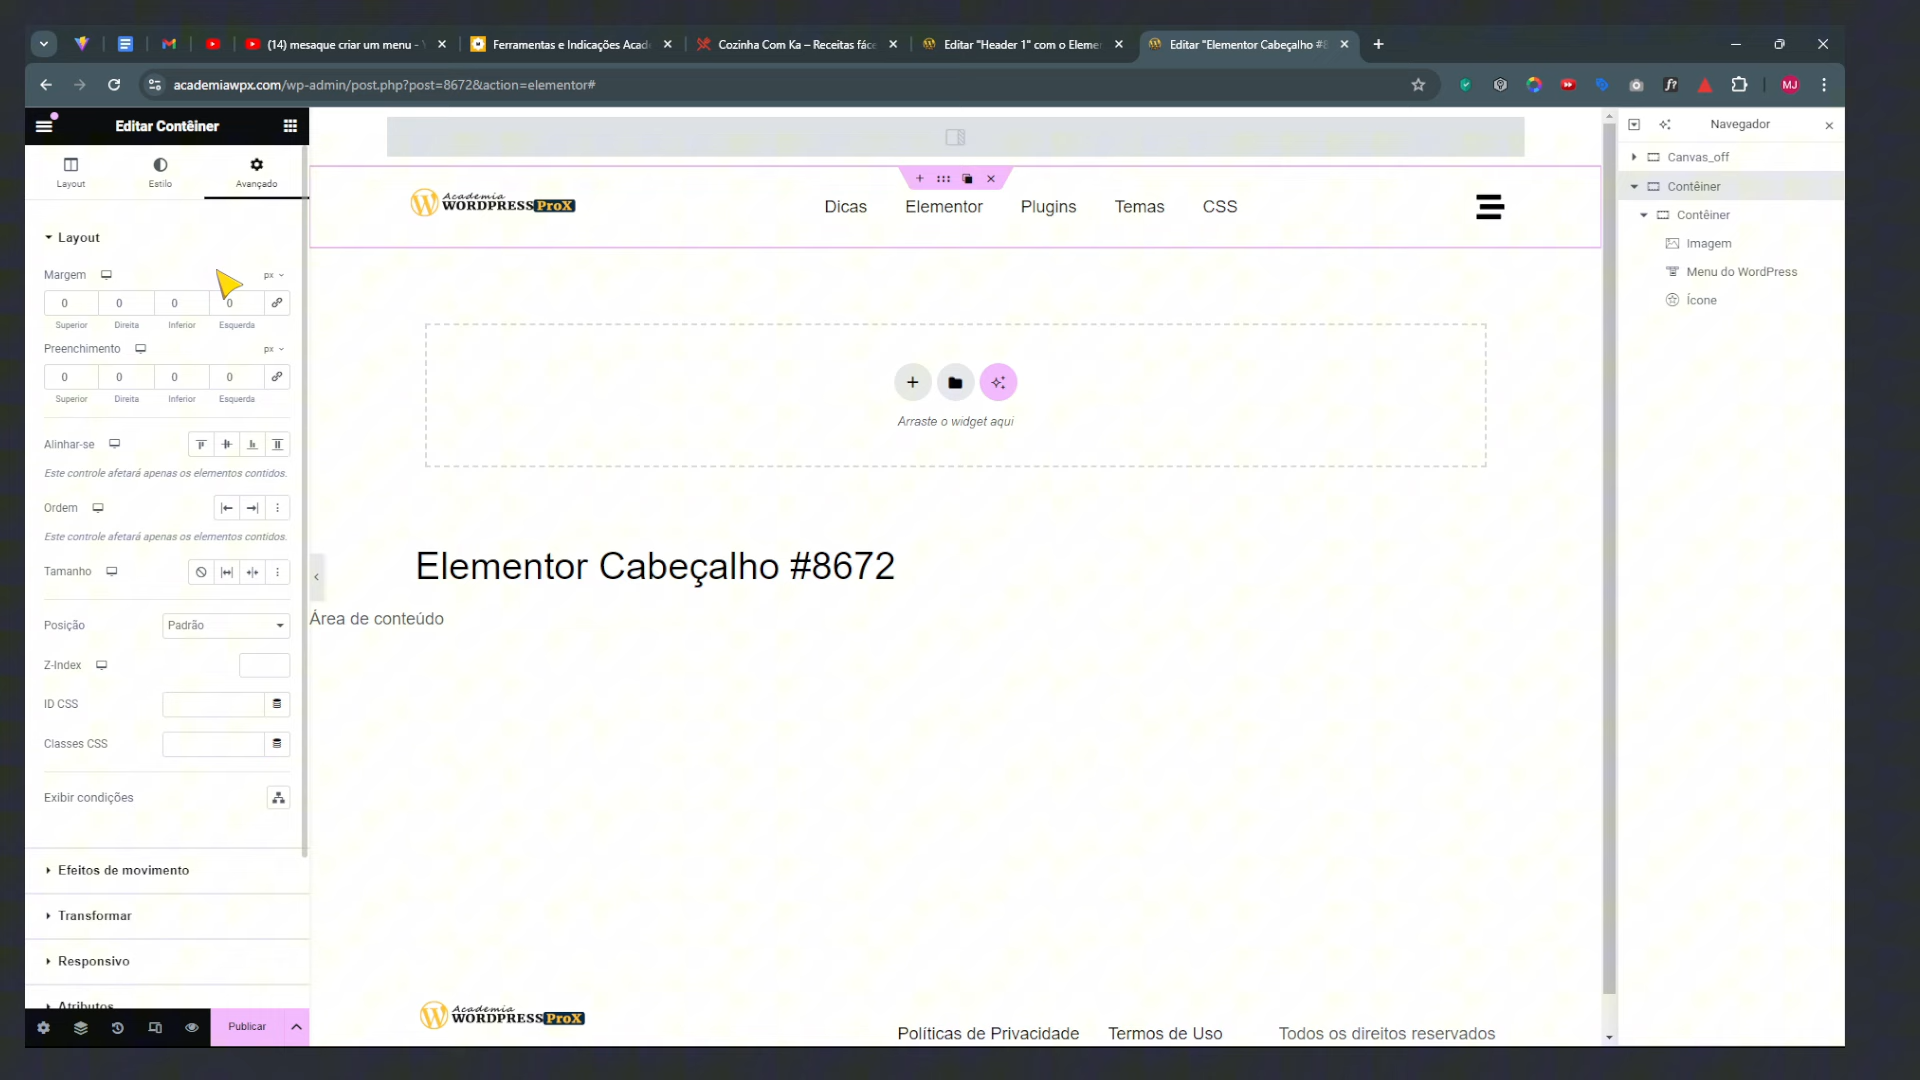 (14) mesaque criar um menu -
Ferramentas e Indicações Acad
Cozinha Com Ka – Receitas fáce
Editar "Header 1" com o Eleme
Editar "Elementor Cabeçalho #8
academiawpx.com/wp-admin/post.php?post=8672&action=elementor#
f?
MJ
Editar Contêiner
Layout
Estilo
Avançado
Layout
Margem
px
0
0
0
0
Superior
Direita
Inferior
Esquerda
Preenchimento
px
0
0
0
0
Superior
Direita
Inferior
Esquerda
Alinhar-se
Este controle afetará apenas os elementos contidos.
Ordem
Este controle afetará apenas os elementos contidos.
Tamanho
Posição
Padrão
Z-Index
ID CSS
Classes CSS
Exibir condições
Efeitos de movimento
Transformar
Responsivo
Atributos
Publicar
Academia
WORDPRESS ProX
Dicas
Elementor
Plugins
Temas
CSS
Arraste o widget aqui
Elementor Cabeçalho #8672
Área de conteúdo
Academia
WORDPRESS ProX
Políticas de Privacidade
Termos de Uso
Todos os direitos reservados
Navegador
Canvas_off
Contêiner
Contêiner
Imagem
Menu do WordPress
Ícone